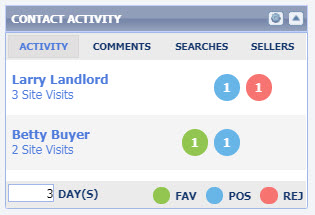 CONTACT ACTIVITY
ACTIVITY COMMENTS SEARCHES SELLERS
Larry Landlord
3 Site Visits
1 1
Betty Buyer
2 Site Visits
1 1
3 DAY(S) FAV POS REJ